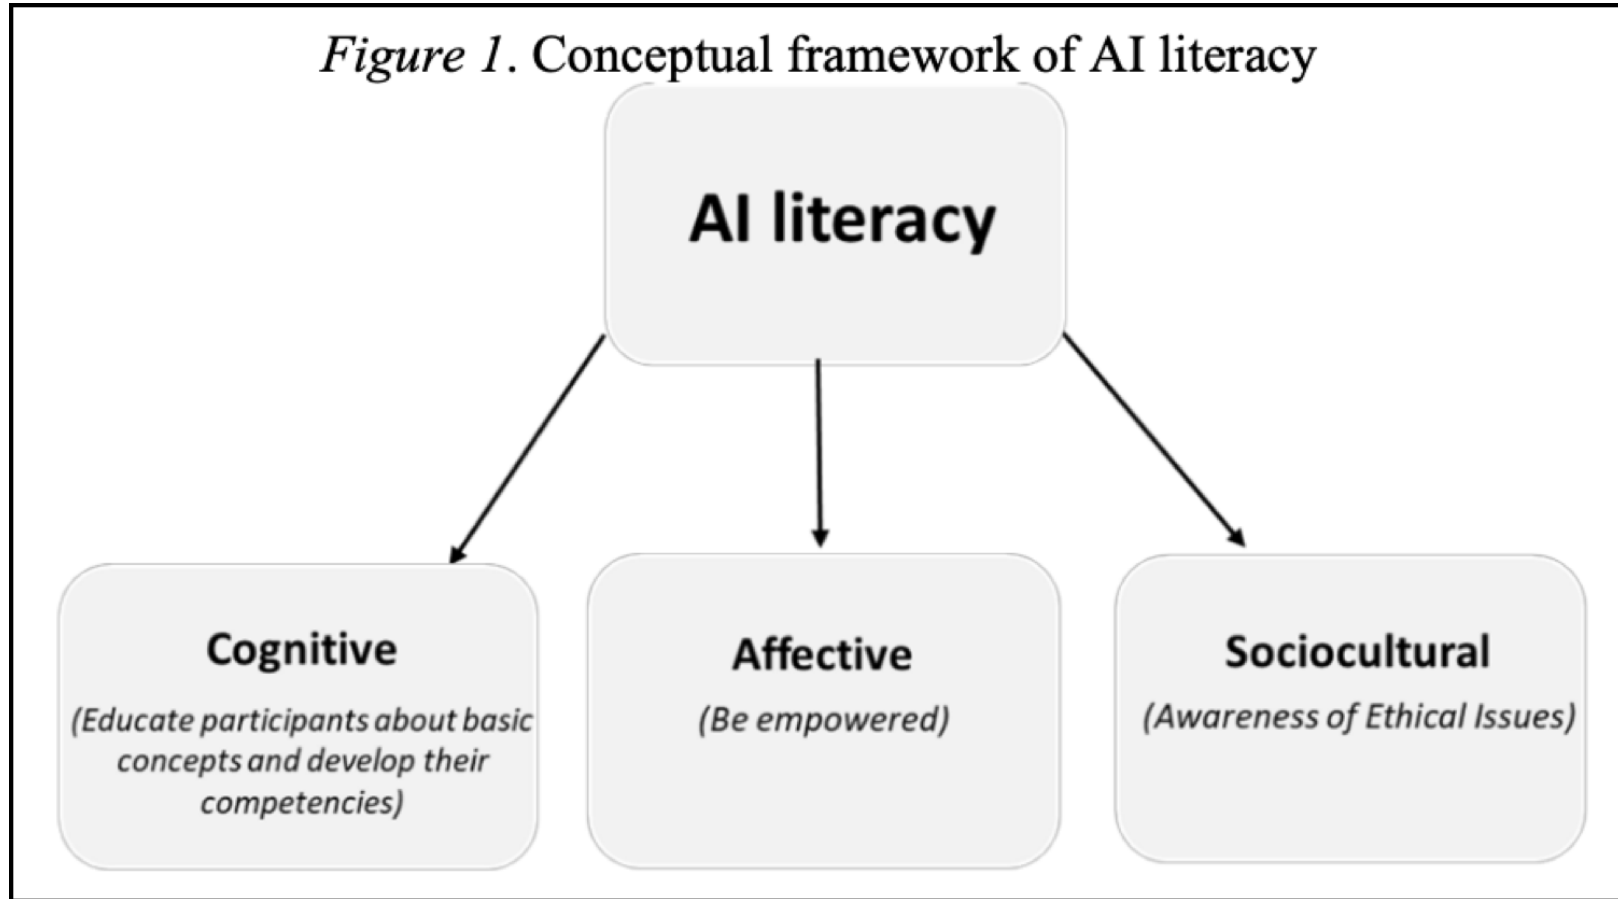 Figure 1. Conceptual framework of AI literacy
AI literacy
Cognitive
(Educate participants about basic
concepts and develop their
competencies)
Affective
(Be empowered)
Sociocultural
(Awareness of Ethical Issues)